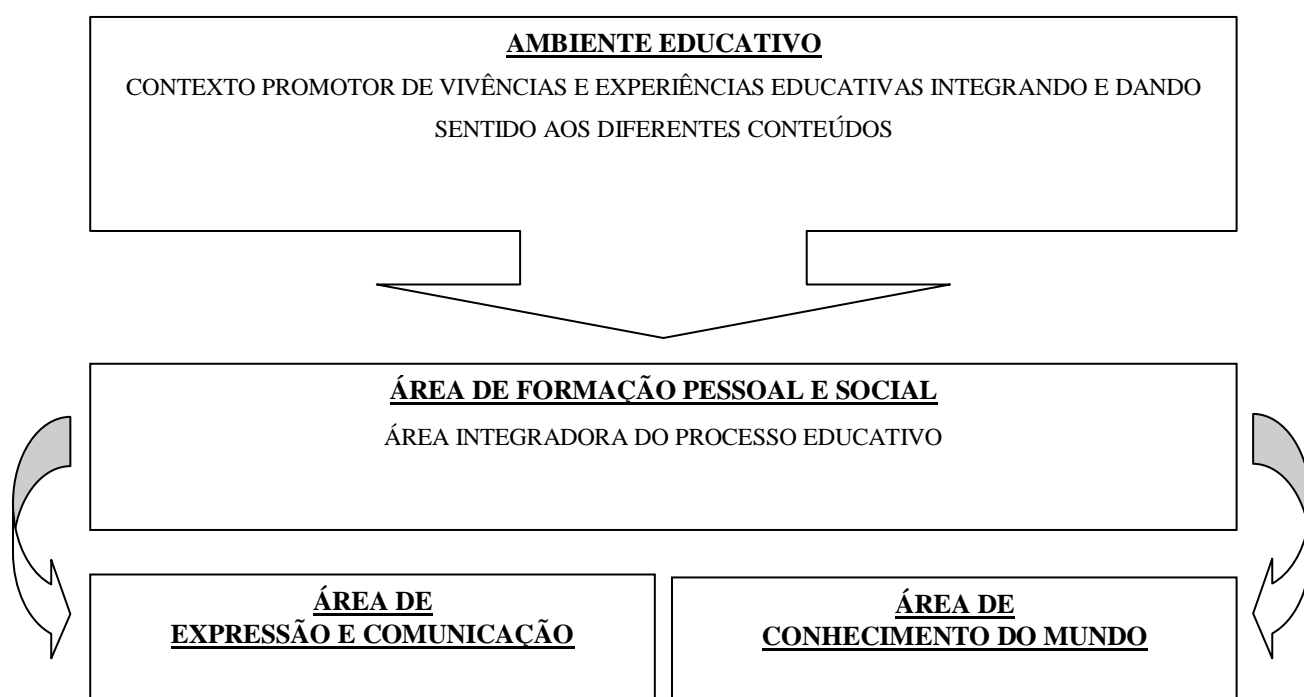 AMBIENTE EDUCATIVO
CONTEXTO PROMOTOR DE VIVÊNCIAS E EXPERIÊNCIAS EDUCATIVAS INTEGRANDO E DANDO
SENTIDO AOS DIFERENTES CONTEÚDOS
ÁREA DE FORMAÇÃO PESSOAL E SOCIAL
ÁREA INTEGRADORA DO PROCESSO EDUCATIVO
ÁREA DE
EXPRESSÃO E COMUNICAÇÃO
ÁREA DE
CONHECIMENTO DO MUNDO